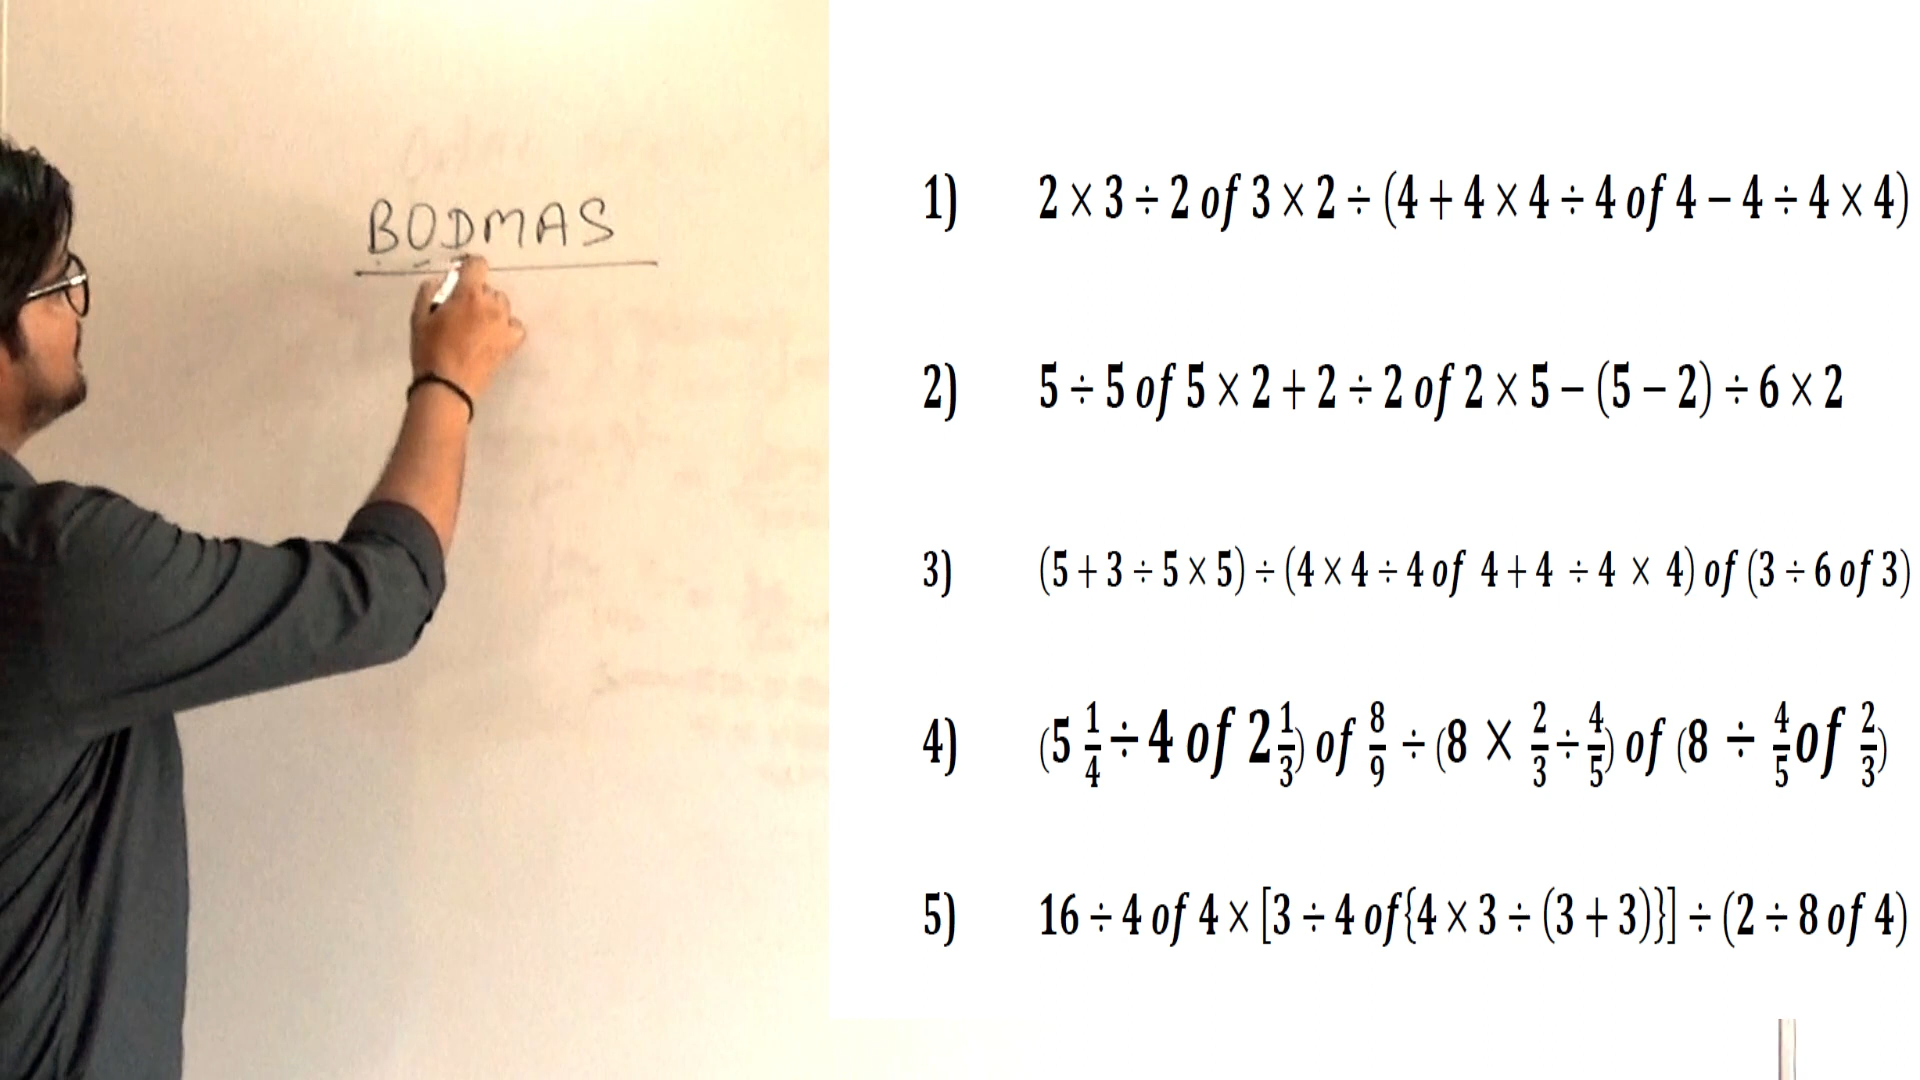 BODMAS
1) 2 × 3 ÷ 2 of 3 × 2 ÷ (4 + 4 × 4 ÷ 4 of 4 − 4 ÷ 4 × 4)
2) 5 ÷ 5 of 5 × 2 + 2 ÷ 2 of 2 × 5 − (5 − 2) ÷ 6 × 2
3) (5 + 3 ÷ 5 × 5) ÷ (4 × 4 ÷ 4 of 4 + 4 ÷ 4 × 4) of (3 ÷ 6 of 3)
4) (5 1/4 ÷ 4 of 2 1/3) of 8/9 ÷ (8 × 2/3 ÷ 4/5) of (8 ÷ 4/5 of 2/3)
5) 16 ÷ 4 of 4 × [3 ÷ 4 of{4 × 3 ÷ (3 + 3)}] ÷ (2 ÷ 8 of 4)